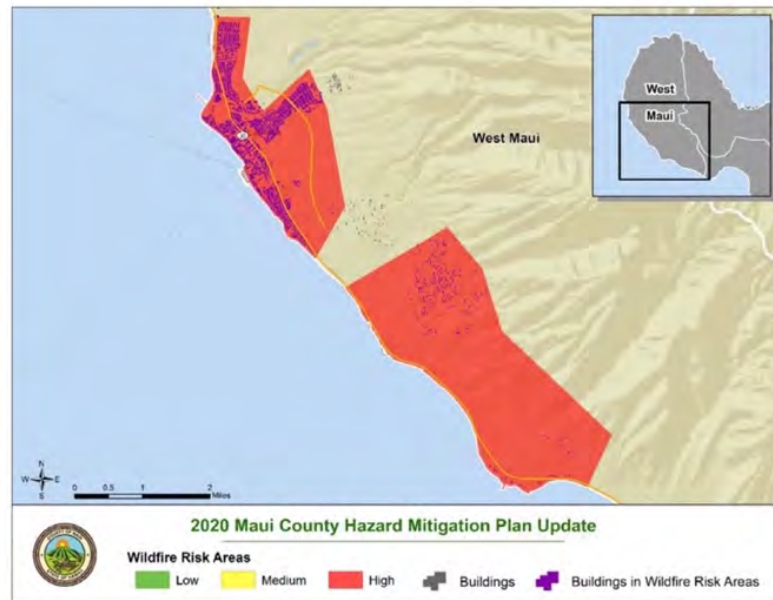 West
Maui
West Maui
N
W E
S
0 0.5 1 2
Miles
2020 Maui County Hazard Mitigation Plan Update
Wildfire Risk Areas
Low Medium High Buildings Buildings in Wildfire Risk Areas